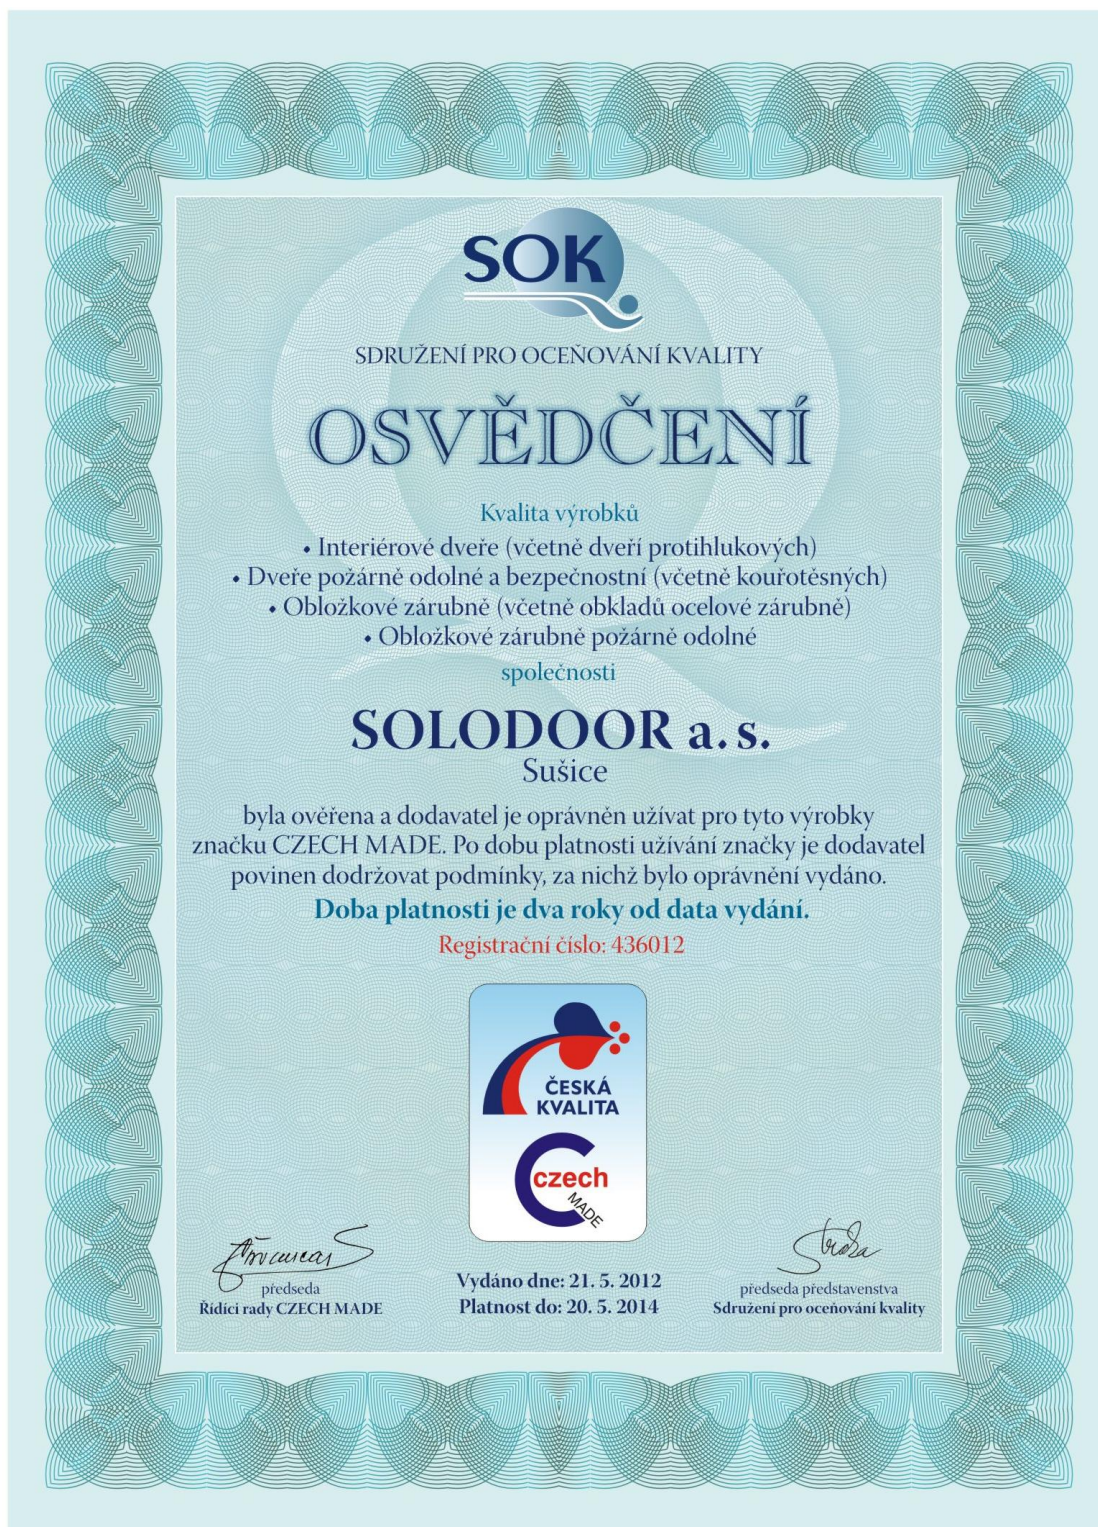 SOK
SDRUŽENÍ PRO OCEŇOVÁNÍ KVALITY
OSVĚDČENÍ
Kvalita výrobků
• Interiérové dveře (včetně dveří protihlukových)
• Dveře požárně odolné a bezpečnostní (včetně kouřotěsných)
• Obložkové zárubně (včetně obkladů ocelové zárubně)
• Obložkové zárubně požárně odolné
společnosti
SOLODOOR a. s.
Sušice
byla ověřena a dodavatel je oprávněn užívat pro tyto výrobky
značku CZECH MADE. Po dobu platnosti užívání značky je dodavatel
povinen dodržovat podmínky, za nichž bylo oprávnění vydáno.
Doba platnosti je dva roky od data vydání.
Registrační číslo: 436012
ČESKÁ
KVALITA
czech
MADE
předseda
Řídící rady CZECH MADE
Vydáno dne: 21. 5. 2012
Platnost do: 20. 5. 2014
předseda představenstva
Sdružení pro oceňování kvality